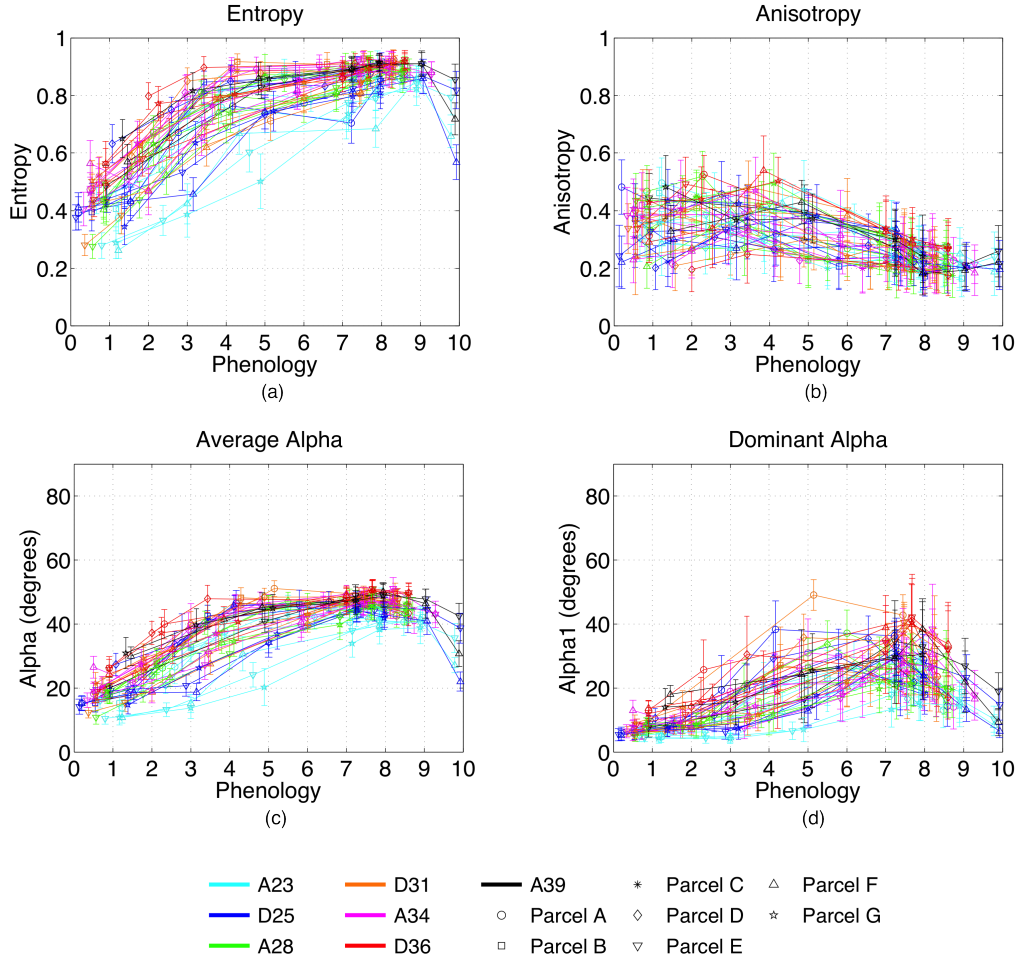 Entropy
Anisotropy
1
0.8
0.6
0.4
0.2
0
Entropy
0 1 2 3 4 5 6 7 8 9 10
Phenology
(a)
1
0.8
0.6
0.4
0.2
0
Anisotropy
0 1 2 3 4 5 6 7 8 9 10
Phenology
(b)
Average Alpha
Dominant Alpha
80
60
40
20
0
Alpha (degrees)
0 1 2 3 4 5 6 7 8 9 10
Phenology
(c)
80
60
40
20
0
Alpha1 (degrees)
0 1 2 3 4 5 6 7 8 9 10
Phenology
(d)
A23 D31 A39 Parcel C Parcel F
D25 A34 Parcel A Parcel D Parcel G
A28 D36 Parcel B Parcel E